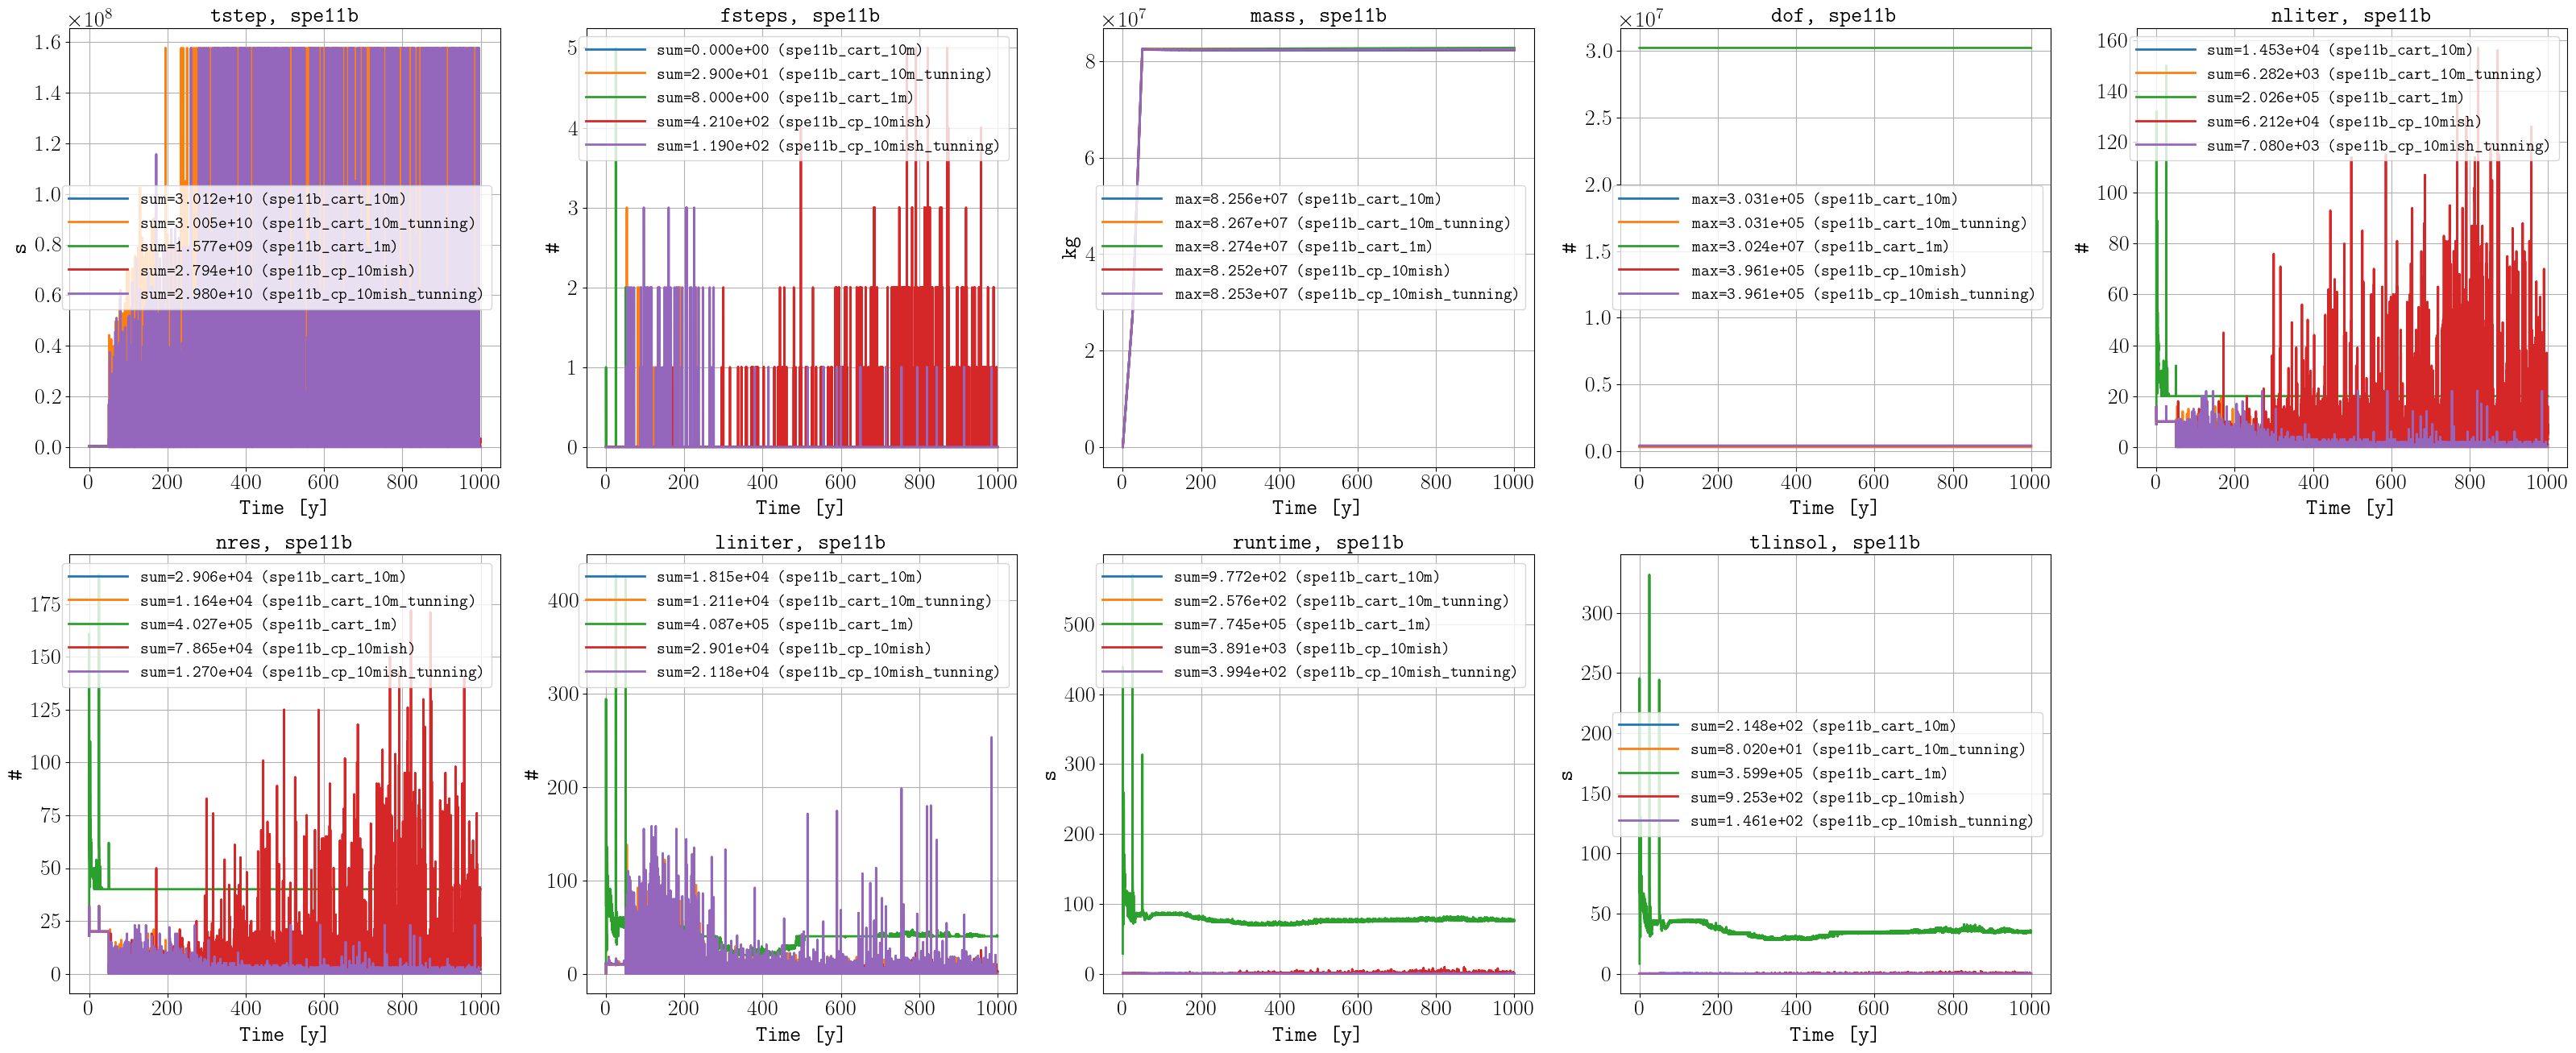 tstep, spe11b
×10⁸
1.6
1.4
1.2
1.0
0.8
0.6
0.4
0.2
0.0
s
sum=3.012e+10 (spe11b_cart_10m)
sum=3.005e+10 (spe11b_cart_10m_tunning)
sum=1.577e+09 (spe11b_cart_1m)
sum=2.794e+10 (spe11b_cp_10mish)
sum=2.980e+10 (spe11b_cp_10mish_tunning)
0 200 400 600 800 1000
Time [y]
fsteps, spe11b
5
4
3
2
1
0
#
sum=0.000e+00 (spe11b_cart_10m)
sum=2.900e+01 (spe11b_cart_10m_tunning)
sum=8.000e+00 (spe11b_cart_1m)
sum=4.210e+02 (spe11b_cp_10mish)
sum=1.190e+02 (spe11b_cp_10mish_tunning)
0 200 400 600 800 1000
Time [y]
mass, spe11b
×10⁷
8
6
4
2
0
kg
max=8.256e+07 (spe11b_cart_10m)
max=8.267e+07 (spe11b_cart_10m_tunning)
max=8.274e+07 (spe11b_cart_1m)
max=8.252e+07 (spe11b_cp_10mish)
max=8.253e+07 (spe11b_cp_10mish_tunning)
0 200 400 600 800 1000
Time [y]
dof, spe11b
×10⁷
3.0
2.5
2.0
1.5
1.0
0.5
0.0
#
max=3.031e+05 (spe11b_cart_10m)
max=3.031e+05 (spe11b_cart_10m_tunning)
max=3.024e+07 (spe11b_cart_1m)
max=3.961e+05 (spe11b_cp_10mish)
max=3.961e+05 (spe11b_cp_10mish_tunning)
0 200 400 600 800 1000
Time [y]
nliter, spe11b
160
140
120
100
80
60
40
20
0
#
sum=1.453e+04 (spe11b_cart_10m)
sum=6.282e+03 (spe11b_cart_10m_tunning)
sum=2.026e+05 (spe11b_cart_1m)
sum=6.212e+04 (spe11b_cp_10mish)
sum=7.080e+03 (spe11b_cp_10mish_tunning)
0 200 400 600 800 1000
Time [y]
nres, spe11b
175
150
125
100
75
50
25
0
#
sum=2.906e+04 (spe11b_cart_10m)
sum=1.164e+04 (spe11b_cart_10m_tunning)
sum=4.027e+05 (spe11b_cart_1m)
sum=7.865e+04 (spe11b_cp_10mish)
sum=1.270e+04 (spe11b_cp_10mish_tunning)
0 200 400 600 800 1000
Time [y]
liniter, spe11b
400
300
200
100
0
#
sum=1.815e+04 (spe11b_cart_10m)
sum=1.211e+04 (spe11b_cart_10m_tunning)
sum=4.087e+05 (spe11b_cart_1m)
sum=2.901e+04 (spe11b_cp_10mish)
sum=2.118e+04 (spe11b_cp_10mish_tunning)
0 200 400 600 800 1000
Time [y]
runtime, spe11b
500
400
300
200
100
0
s
sum=9.772e+02 (spe11b_cart_10m)
sum=2.576e+02 (spe11b_cart_10m_tunning)
sum=7.745e+05 (spe11b_cart_1m)
sum=3.891e+03 (spe11b_cp_10mish)
sum=3.994e+02 (spe11b_cp_10mish_tunning)
0 200 400 600 800 1000
Time [y]
tlinsol, spe11b
300
250
200
150
100
50
0
s
sum=2.148e+02 (spe11b_cart_10m)
sum=8.020e+01 (spe11b_cart_10m_tunning)
sum=3.599e+05 (spe11b_cart_1m)
sum=9.253e+02 (spe11b_cp_10mish)
sum=1.461e+02 (spe11b_cp_10mish_tunning)
0 200 400 600 800 1000
Time [y]